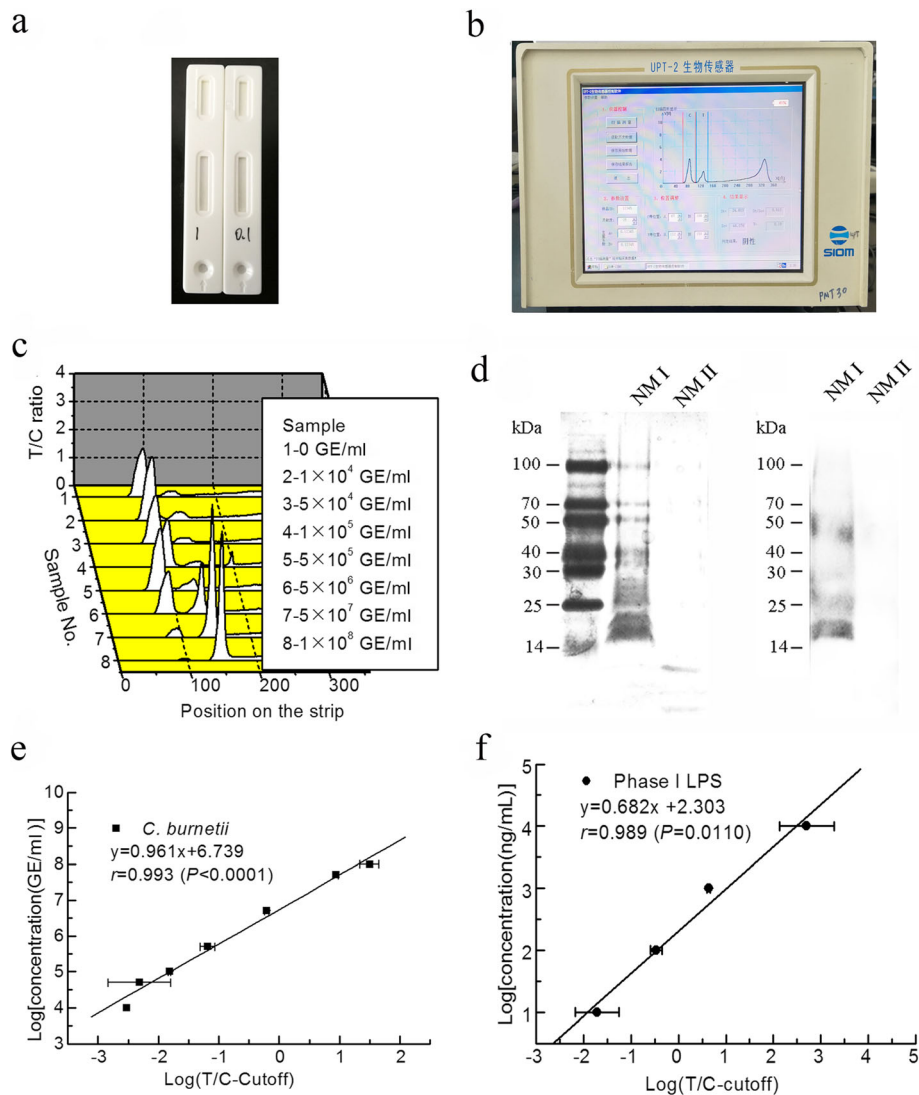 a
1
0.1
b
UPT-2 生物传感器
阴性
SIOM
UPT
PNT30
c
T/C ratio
4
3
2
1
0
Sample No.
1
2
3
4
5
6
7
8
0
100
200
300
Position on the strip
Sample
1-0 GE/ml
2-1×10⁴ GE/ml
3-5×10⁴ GE/ml
4-1×10⁵ GE/ml
5-5×10⁵ GE/ml
6-5×10⁶ GE/ml
7-5×10⁷ GE/ml
8-1×10⁸ GE/ml
d
NM I
NM II
kDa
100
70
50
40
30
25
14
NM I
NM II
kDa
100
70
50
40
30
25
14
e
Log[concentration(GE/ml)]
10
9
8
7
6
5
4
3
C. burnetii
y=0.961x+6.739
r=0.993 (P<0.0001)
-3 -2 -1 0 1 2
Log(T/C-Cutoff)
f
Log[concentration(ng/mL)]
5
4
3
2
1
Phase I LPS
y=0.682x +2.303
r=0.989 (P=0.0110)
-3 -2 -1 0 1 2 3 4 5
Log(T/C-cutoff)